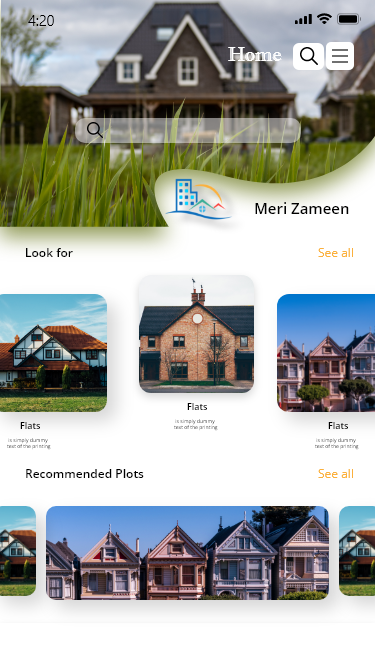 4:20
Home
Meri Zameen
Look for
See all
Flats
is simply dummy
text of the printing
Flats
is simply dummy
text of the printing
Flats
is simply dummy
text of the printing
Recommended Plots
See all